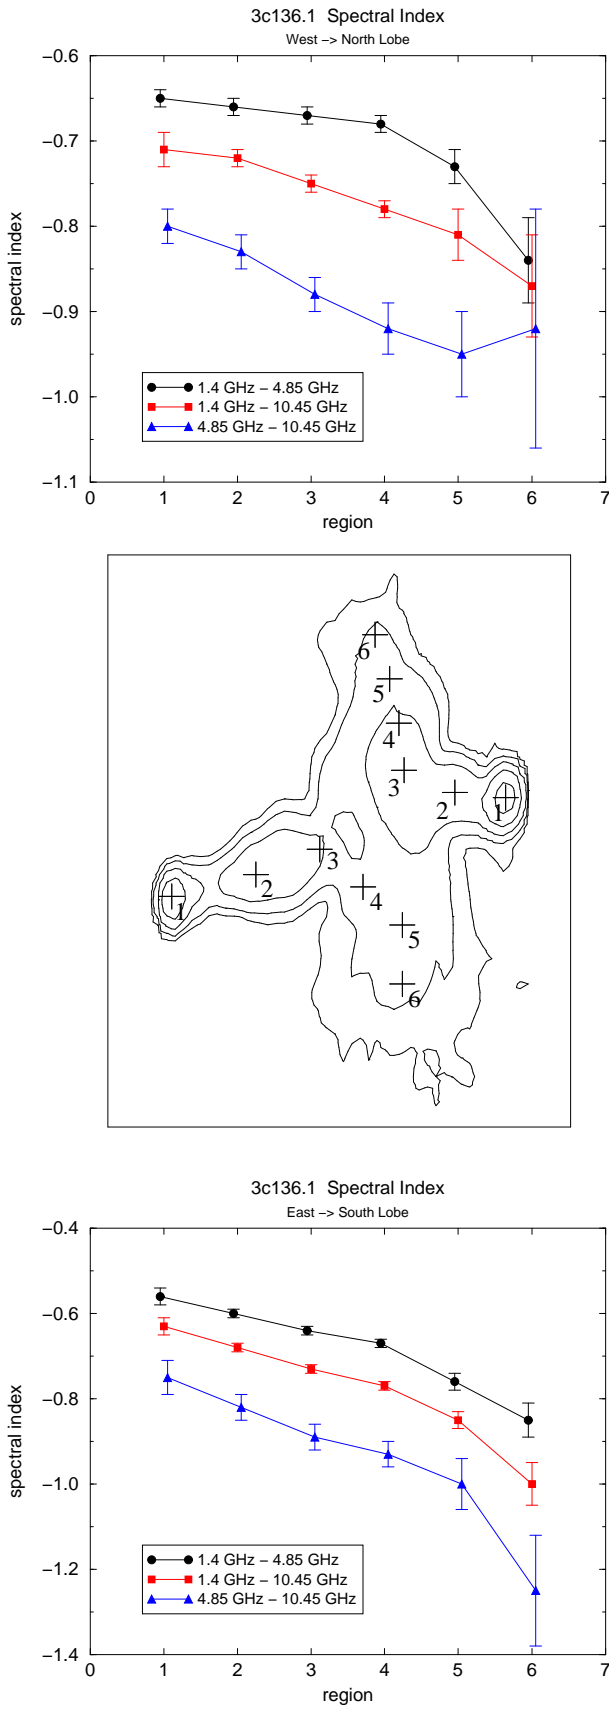 3c136.1 Spectral Index
West −> North Lobe
−0.6
−0.7
−0.8
−0.9
−1.0
−1.1
spectral index
1.4 GHz − 4.85 GHz
1.4 GHz − 10.45 GHz
4.85 GHz − 10.45 GHz
0 1 2 3 4 5 6 7
region
6
5
4
3
2 1
3
2
4
1
5
6
3c136.1 Spectral Index
East −> South Lobe
−0.4
−0.6
−0.8
−1.0
−1.2
−1.4
spectral index
1.4 GHz − 4.85 GHz
1.4 GHz − 10.45 GHz
4.85 GHz − 10.45 GHz
0 1 2 3 4 5 6 7
region